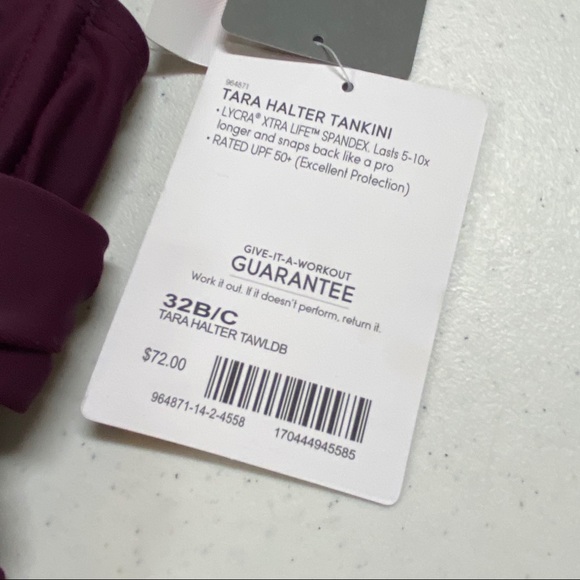 964871
TARA HALTER TANKINI
• LYCRA® XTRA LIFE™ SPANDEX. Lasts 5-10x
longer and snaps back like a pro
• RATED UPF 50+ (Excellent Protection)
GIVE-IT-A-WORKOUT
GUARANTEE
Work it out. If it doesn't perform, return it.
32B/C
TARA HALTER TAWLDB
$72.00
964871-14-2-4558
170444945585